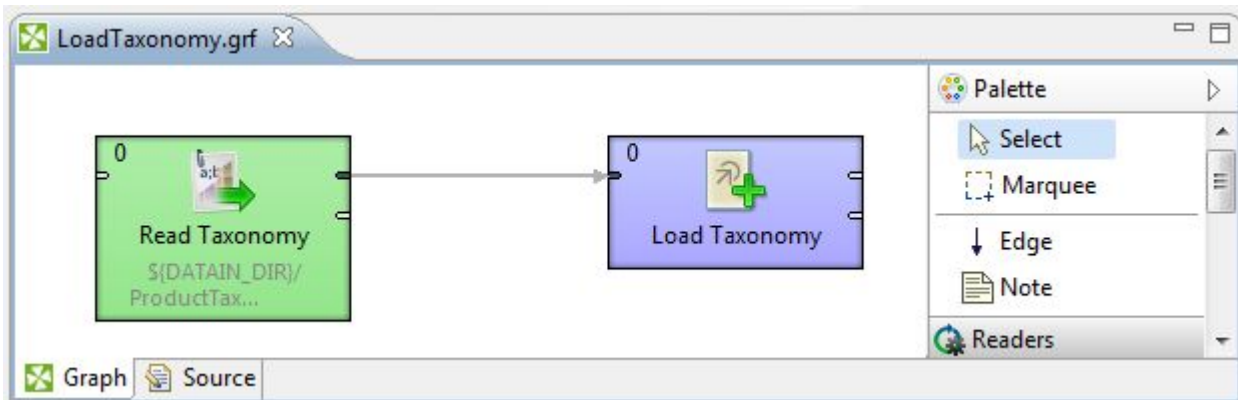 LoadTaxonomy.grf
Palette
Select
Marquee
Edge
Note
Readers
0
a;b
Read Taxonomy
${DATAIN_DIR}/
ProductTax...
0
Load Taxonomy
Graph
Source